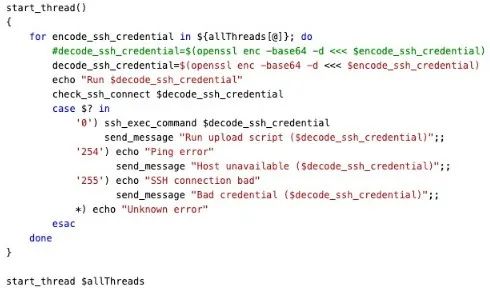 start_thread()
{
for encode_ssh_credential in ${allThreads[@]}; do
#decode_ssh_credential=$(openssl enc -base64 -d <<< $encode_ssh_credential)
decode_ssh_credential=$(openssl enc -base64 -d <<< $encode_ssh_credential)
echo "Run $decode_ssh_credential"
check_ssh_connect $decode_ssh_credential
case $? in
'0') ssh_exec_command $decode_ssh_credential
send_message "Run upload script ($decode_ssh_credential)";;
'254') echo "Ping error"
send_message "Host unavailable ($decode_ssh_credential)";;
'255') echo "SSH connection bad"
send_message "Bad credential ($decode_ssh_credential)";;
*) echo "Unknown error"
esac
done
}
start_thread $allThreads